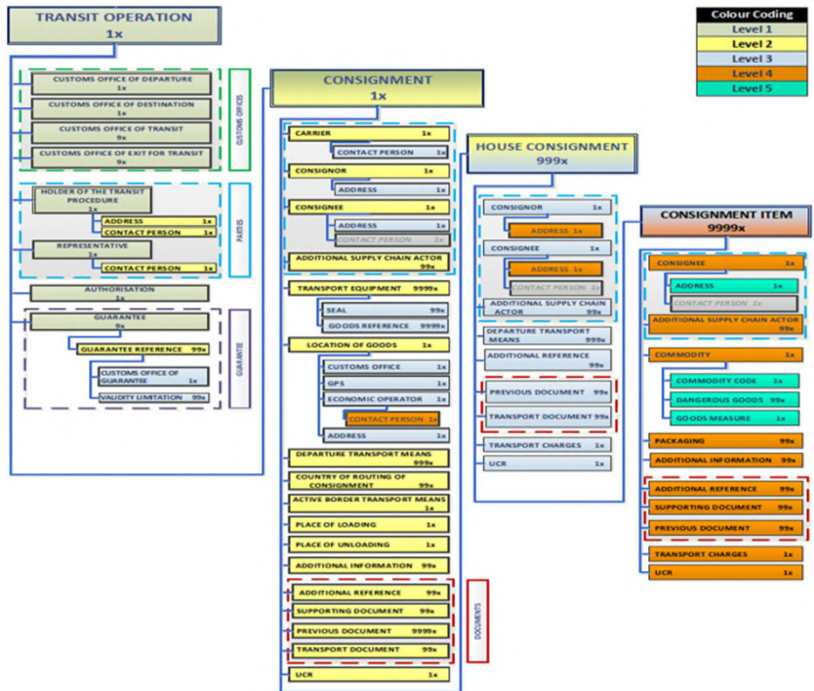 TRANSIT OPERATION
1x
CUSTOMS OFFICE OF DEPARTURE
1x
CUSTOMS OFFICE OF DESTINATION
1x
CUSTOMS OFFICE OF TRANSIT
9x
CUSTOMS OFFICE OF EXIT FOR TRANSIT
9x
CUSTOMS OFFICES
HOLDER OF THE TRANSIT
PROCEDURE
1x
ADDRESS 1x
CONTACT PERSON 1x
REPRESENTATIVE
1x
CONTACT PERSON 1x
PARTIES
AUTHORISATION
1x
GUARANTEE
9x
GUARANTEE REFERENCE 99x
CUSTOMS OFFICE OF
GUARANTEE 1x
VALIDITY LIMITATION 99x
GUARANTEE
CONSIGNMENT
1x
CARRIER 1x
CONTACT PERSON 1x
CONSIGNOR 1x
ADDRESS 1x
CONSIGNEE 1x
ADDRESS 1x
CONTACT PERSON 1x
ADDITIONAL SUPPLY CHAIN ACTOR
99x
TRANSPORT EQUIPMENT 9999x
SEAL 99x
GOODS REFERENCE 9999x
LOCATION OF GOODS 1x
CUSTOMS OFFICE 1x
GPS 1x
ECONOMIC OPERATOR 1x
CONTACT PERSON 1x
ADDRESS 1x
DEPARTURE TRANSPORT MEANS
999x
COUNTRY OF ROUTING OF
CONSIGNMENT 99x
ACTIVE BORDER TRANSPORT MEANS
1x
PLACE OF LOADING 1x
PLACE OF UNLOADING 1x
ADDITIONAL INFORMATION 99x
ADDITIONAL REFERENCE 99x
SUPPORTING DOCUMENT 99x
PREVIOUS DOCUMENT 9999x
TRANSPORT DOCUMENT 99x
DOCUMENTS
UCR 1x
HOUSE CONSIGNMENT
999x
CONSIGNOR 1x
ADDRESS 1x
CONSIGNEE 1x
ADDRESS 1x
CONTACT PERSON 1x
ADDITIONAL SUPPLY CHAIN
ACTOR 99x
DEPARTURE TRANSPORT
MEANS 999x
ADDITIONAL REFERENCE
99x
PREVIOUS DOCUMENT 99x
TRANSPORT DOCUMENT 99x
TRANSPORT CHARGES 1x
UCR 1x
Colour Coding
Level 1
Level 2
Level 3
Level 4
Level 5
CONSIGNMENT ITEM
9999x
CONSIGNEE 1x
ADDRESS 1x
CONTACT PERSON 1x
ADDITIONAL SUPPLY CHAIN ACTOR
99x
COMMODITY 1x
COMMODITY CODE 1x
DANGEROUS GOODS 99x
GOODS MEASURE 1x
PACKAGING 99x
ADDITIONAL INFORMATION 99x
ADDITIONAL REFERENCE 99x
SUPPORTING DOCUMENT 99x
PREVIOUS DOCUMENT 99x
TRANSPORT CHARGES 1x
UCR 1x